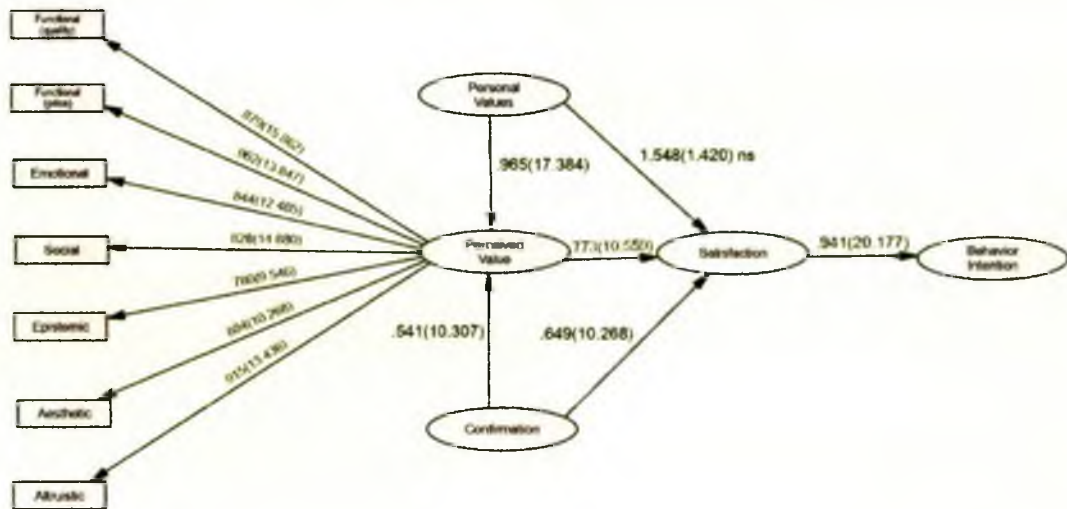 Functional
(quality)
Functional
(price)
Emotional
Social
Epistemic
Aesthetic
Altruistic
Personal
Values
.965(17.384)
1.548(1.420) ns
Perceived
Value
.773(10.550)
Satisfaction
.941(20.177)
Behavior
Intention
.541(10.307)
.649(10.268)
Confirmation